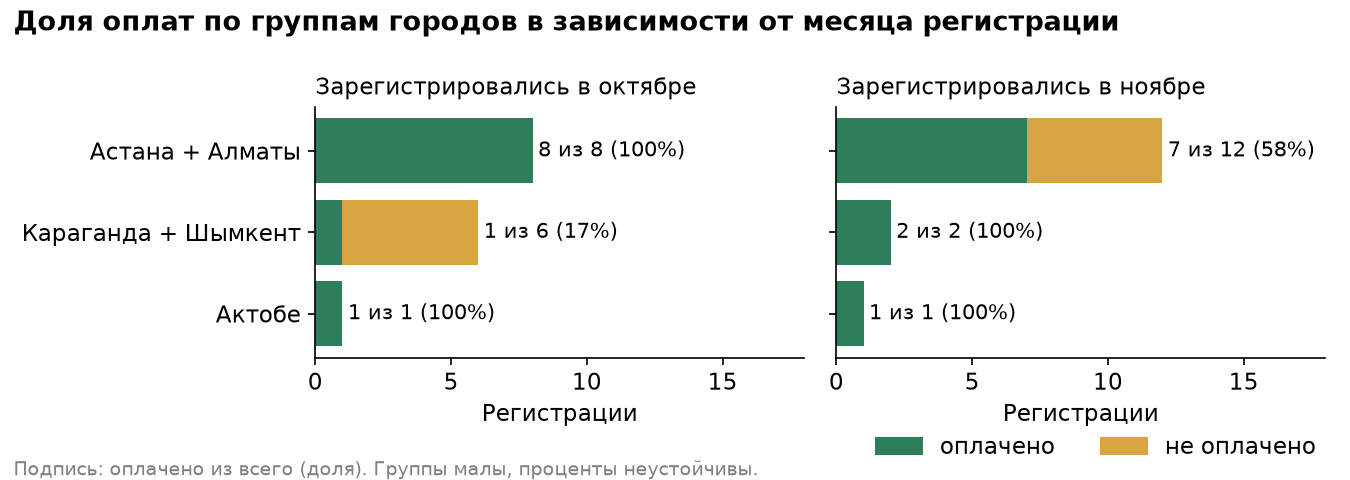 Доля оплат по группам городов в зависимости от месяца регистрации
Зарегистрировались в октябре
Астана + Алматы
8 из 8 (100%)
Караганда + Шымкент
1 из 6 (17%)
Актобе
1 из 1 (100%)
0 5 10 15
Регистрации
Зарегистрировались в ноябре
7 из 12 (58%)
2 из 2 (100%)
1 из 1 (100%)
0 5 10 15
Регистрации
оплачено не оплачено
Подпись: оплачено из всего (доля). Группы малы, проценты неустойчивы.